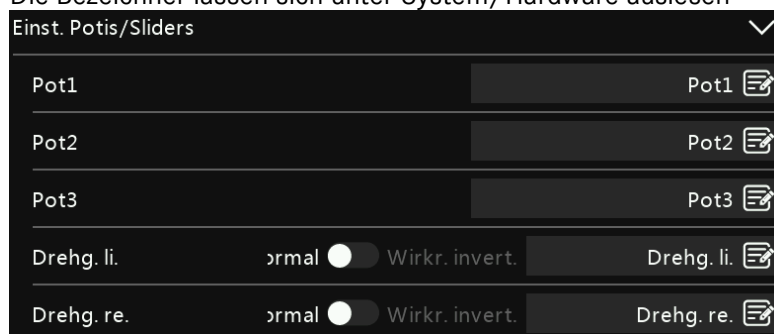 Die Bezeichner lassen sich unter System/Hardware auslesen
Einst. Potis/Sliders
Pot1 Pot1
Pot2 Pot2
Pot3 Pot3
Drehg. li. ormal Wirkr. invert. Drehg. li.
Drehg. re. ormal Wirkr. invert. Drehg. re.